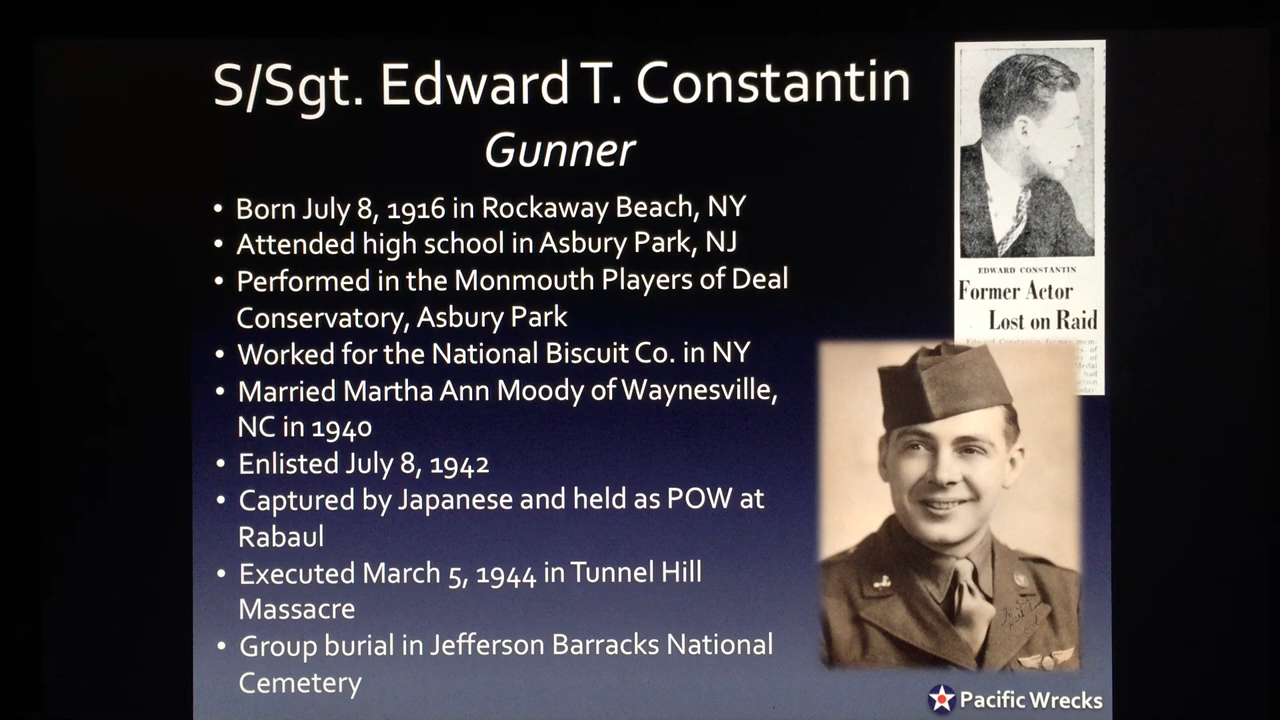 S/Sgt. Edward T. Constantin
Gunner
• Born July 8, 1916 in Rockaway Beach, NY
• Attended high school in Asbury Park, NJ
• Performed in the Monmouth Players of Deal
Conservatory, Asbury Park
• Worked for the National Biscuit Co. in NY
• Married Martha Ann Moody of Waynesville,
NC in 1940
• Enlisted July 8, 1942
• Captured by Japanese and held as POW at
Rabaul
• Executed March 5, 1944 in Tunnel Hill
Massacre
• Group burial in Jefferson Barracks National
Cemetery
EDWARD CONSTANTIN
Former Actor
Lost on Raid
Pacific Wrecks